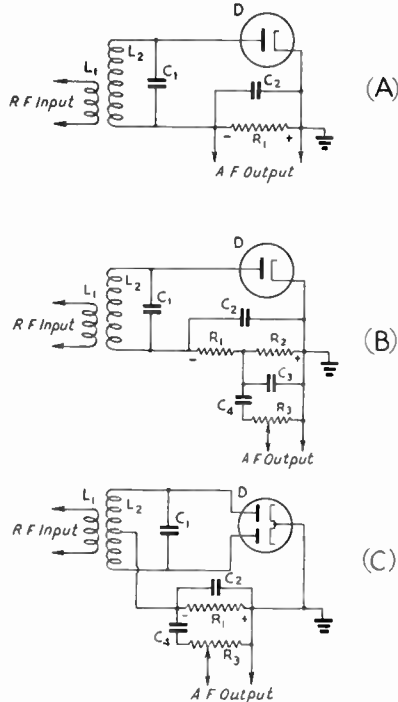 D
(A)
L₁
L₂
C₁
C₂
RF Input
- R₁ +
AF Output
D
(B)
L₁
L₂
C₁
C₂
RF Input
- R₁ R₂ +
C₃
C₄
R₃
AF Output
D
(C)
L₁
L₂
C₁
RF Input
C₂
- R₁ +
C₄
R₃
AF Output